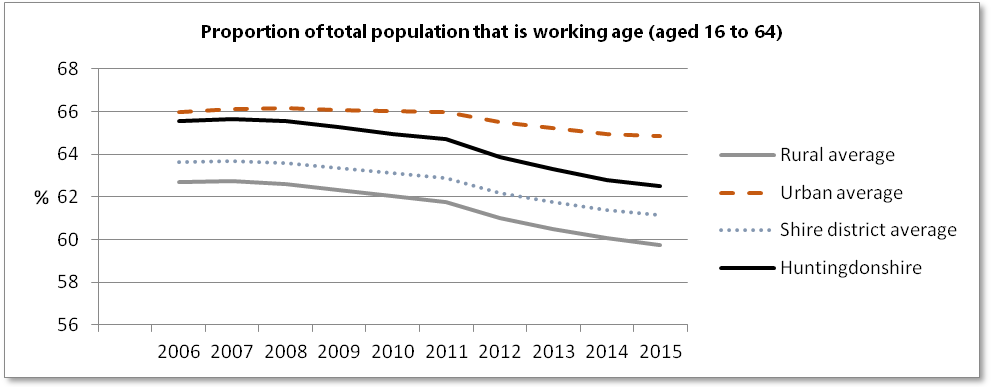 Proportion of total population that is working age (aged 16 to 64)
68
66
64
62
60
58
56
%
2006 2007 2008 2009 2010 2011 2012 2013 2014 2015
Rural average
Urban average
Shire district average
Huntingdonshire